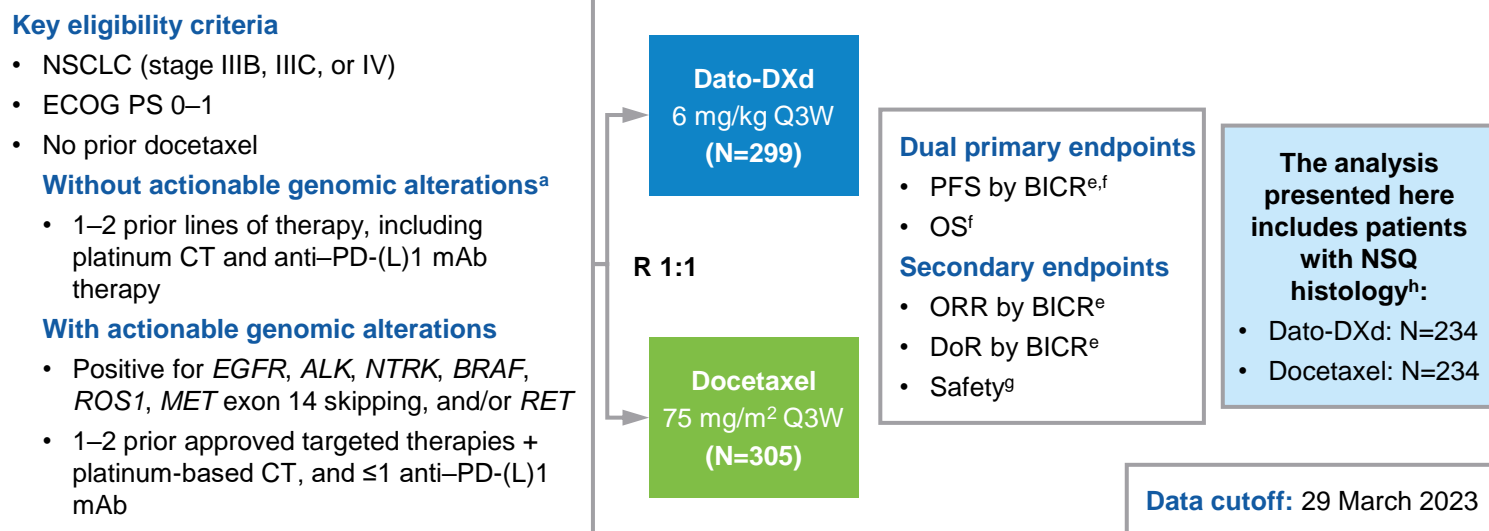 Key eligibility criteria
• NSCLC (stage IIIB, IIIC, or IV)
• ECOG PS 0–1
• No prior docetaxel
Without actionable genomic alterationsᵃ
• 1–2 prior lines of therapy, including
platinum CT and anti–PD-(L)1 mAb
therapy
With actionable genomic alterations
• Positive for EGFR, ALK, NTRK, BRAF,
ROS1, MET exon 14 skipping, and/or RET
• 1–2 prior approved targeted therapies +
platinum-based CT, and ≤1 anti–PD-(L)1
mAb
R 1:1
Dato-DXd
6 mg/kg Q3W
(N=299)
Docetaxel
75 mg/m² Q3W
(N=305)
Dual primary endpoints
• PFS by BICRᵉ,ᶠ
• OSᶠ
Secondary endpoints
• ORR by BICRᵉ
• DoR by BICRᵉ
• Safetyᵍ
The analysis
presented here
includes patients
with NSQ
histologyʰ:
• Dato-DXd: N=234
• Docetaxel: N=234
Data cutoff: 29 March 2023